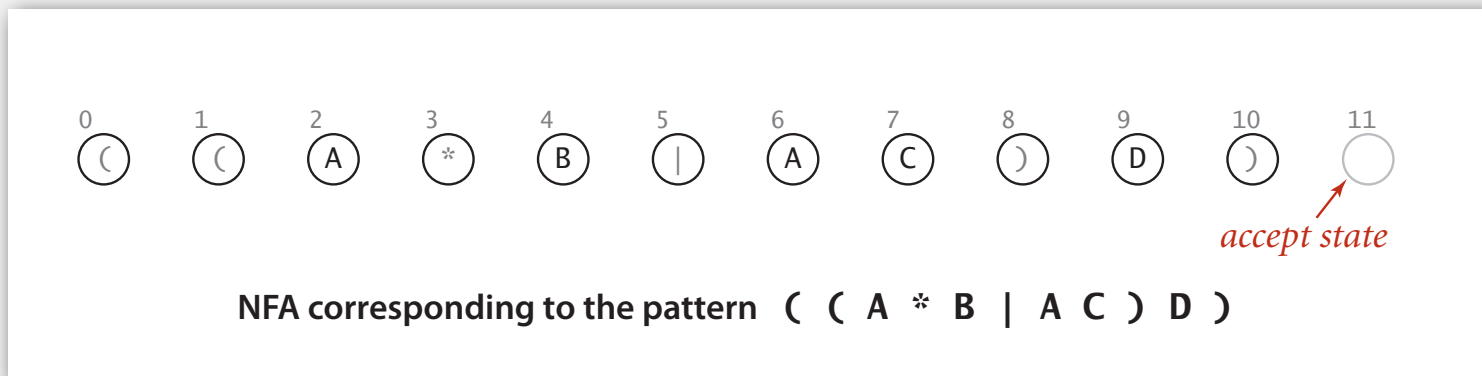 0 1 2 3 4 5 6 7 8 9 10 11
( ( A * B | A C ) D )
accept state
NFA corresponding to the pattern ( ( A * B | A C ) D )